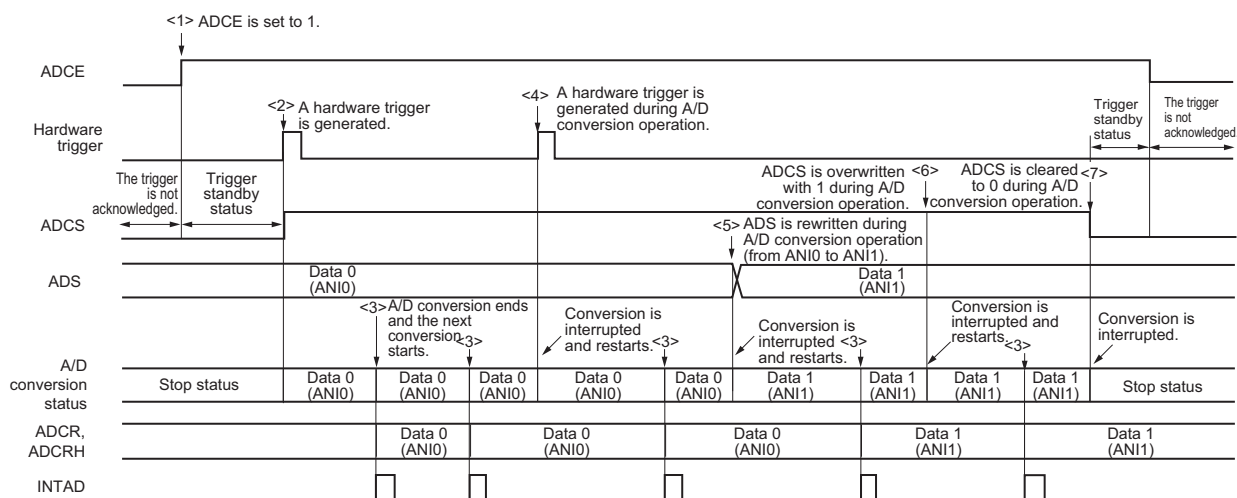 <1> ADCE is set to 1.
ADCE
<2> A hardware trigger
is generated.
<4> A hardware trigger is
generated during A/D
conversion operation.
Trigger
standby
status
The trigger
is not
acknowledged
Hardware
trigger
The trigger
is not
acknowledged.
Trigger
standby
status
ADCS is overwritten
with 1 during A/D
conversion operation.
<6>
ADCS is cleared
to 0 during A/D
conversion operation.
<7>
ADCS
<5> ADS is rewritten during
A/D conversion operation
(from ANI0 to ANI1).
ADS
Data 0
(ANI0)
Data 1
(ANI1)
<3> A/D conversion ends
and the next
conversion
starts.
<3>
Conversion is
interrupted
and restarts.
<3>
Conversion is
interrupted
and restarts.
<3>
Conversion is
interrupted and
restarts.
<3>
Conversion is
interrupted.
A/D
conversion
status
Stop status
Data 0
(ANI0)
Data 0
(ANI0)
Data 0
(ANI0)
Data 0
(ANI0)
Data 0
(ANI0)
Data 1
(ANI1)
Data 1
(ANI1)
Data 1
(ANI1)
Data 1
(ANI1)
Stop status
ADCR,
ADCRH
Data 0
(ANI0)
Data 0
(ANI0)
Data 0
(ANI0)
Data 1
(ANI1)
Data 1
(ANI1)
INTAD